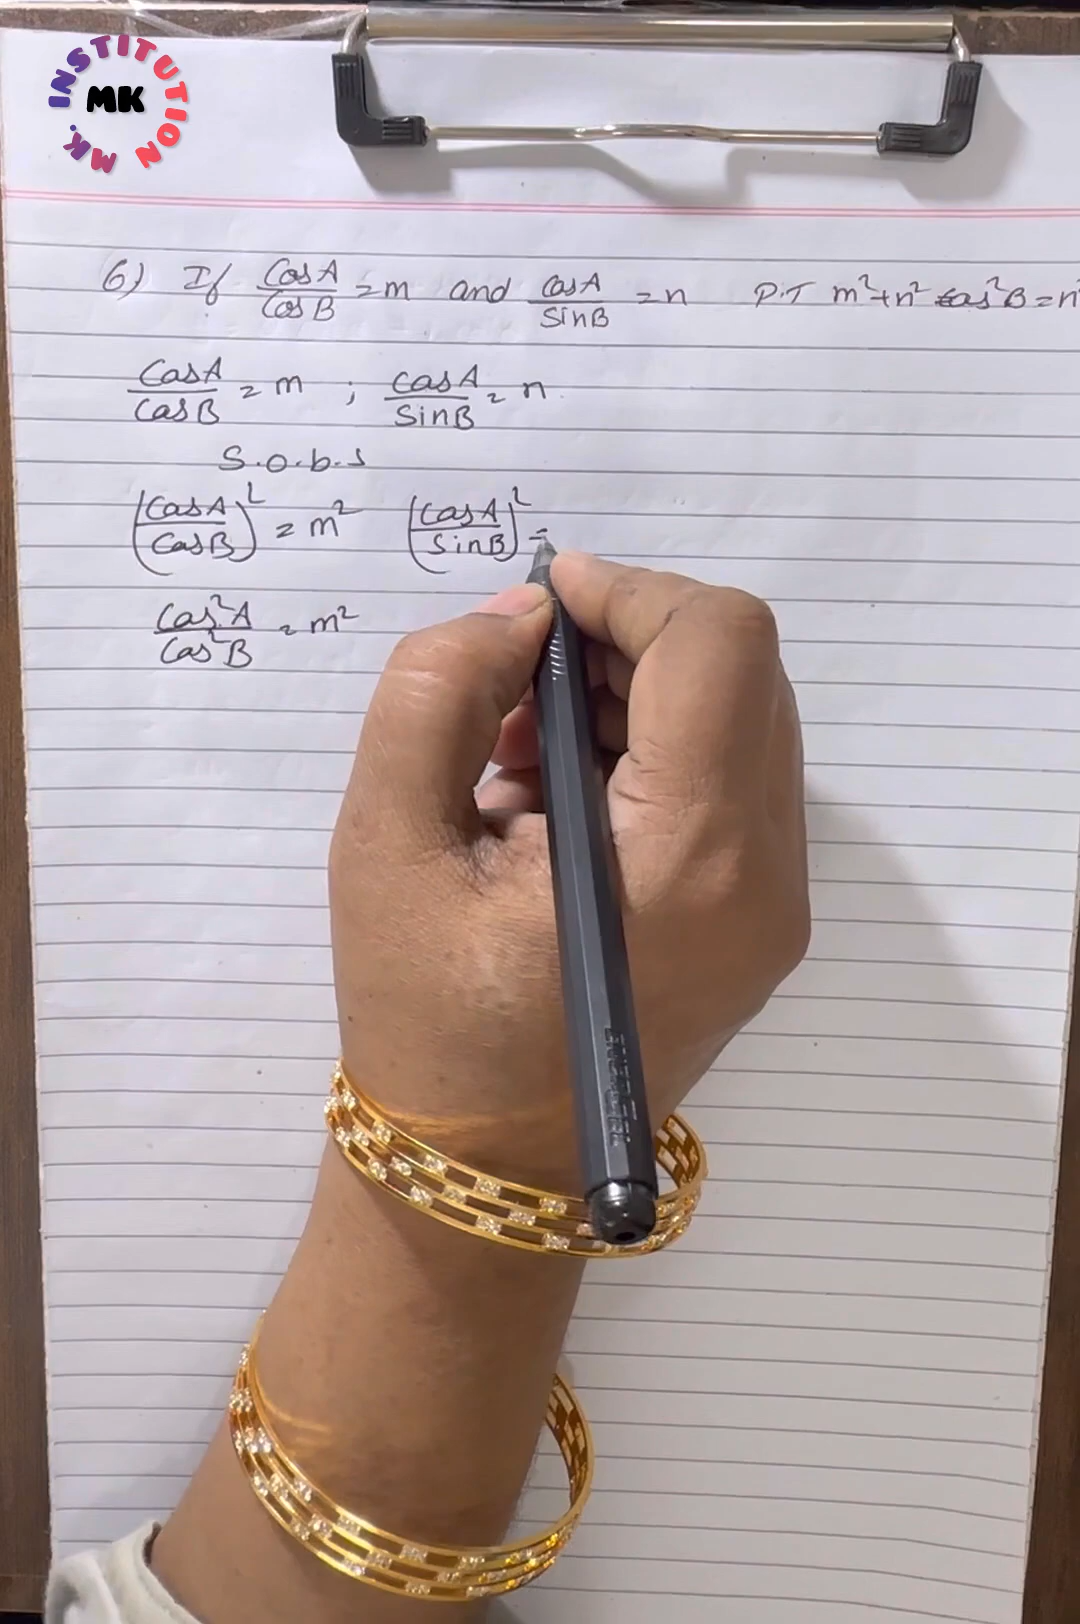 MK. INSTITUTION
MK
6) If CosA/CosB = m and CosA/SinB = n P.T m²+n² Cos²B = n²
CosA/CosB = m ; CosA/SinB = n.
S.O.b.S
(CosA/CosB)² = m² (CosA/SinB)² =
Cos²A/Cos²B = m²